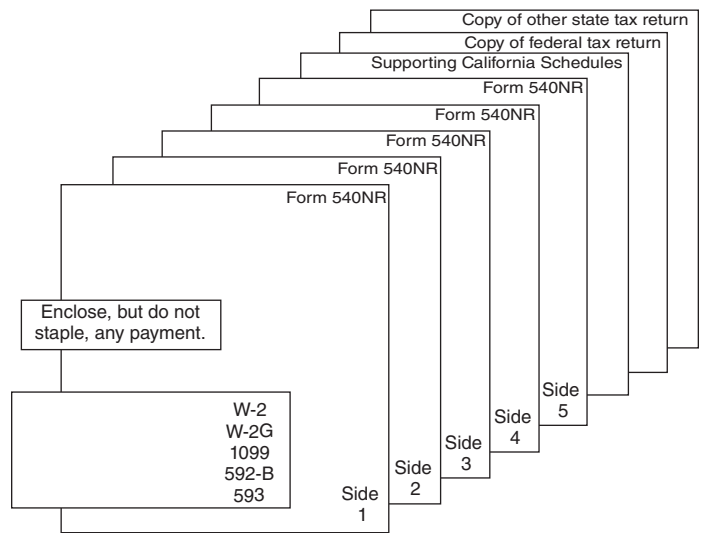 Copy of other state tax return
Copy of federal tax return
Supporting California Schedules
Form 540NR
Form 540NR
Form 540NR
Form 540NR
Form 540NR
Enclose, but do not
staple, any payment.
W-2
W-2G
1099
592-B
593
Side
1
Side
2
Side
3
Side
4
Side
5